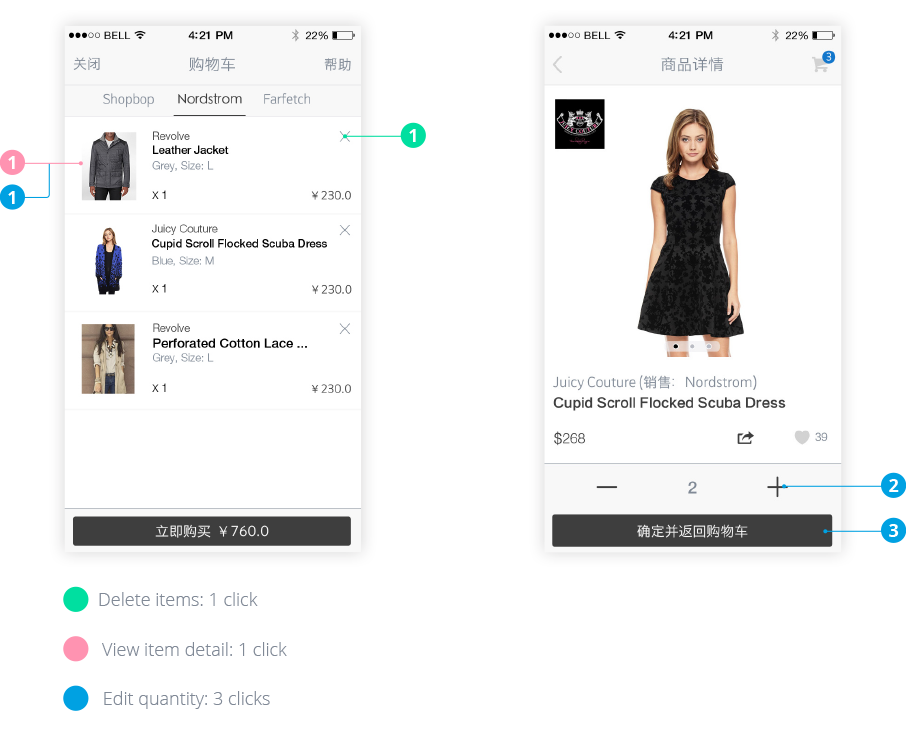 BELL 4:21 PM 22%
关闭 购物车 帮助
Shopbop Nordstrom Farfetch
Revolve
Leather Jacket
Grey, Size: L
X 1 ￥230.0
Juicy Couture
Cupid Scroll Flocked Scuba Dress
Blue, Size: M
X 1 ￥230.0
Revolve
Perforated Cotton Lace ...
Grey, Size: L
X 1 ￥230.0
立即购买 ￥760.0
1
1
1
BELL 4:21 PM 22%
商品详情 3
JUICY COUTURE
Juicy Couture (销售: Nordstrom)
Cupid Scroll Flocked Scuba Dress
$268 39
2
2
确定并返回购物车
3
Delete items: 1 click
View item detail: 1 click
Edit quantity: 3 clicks